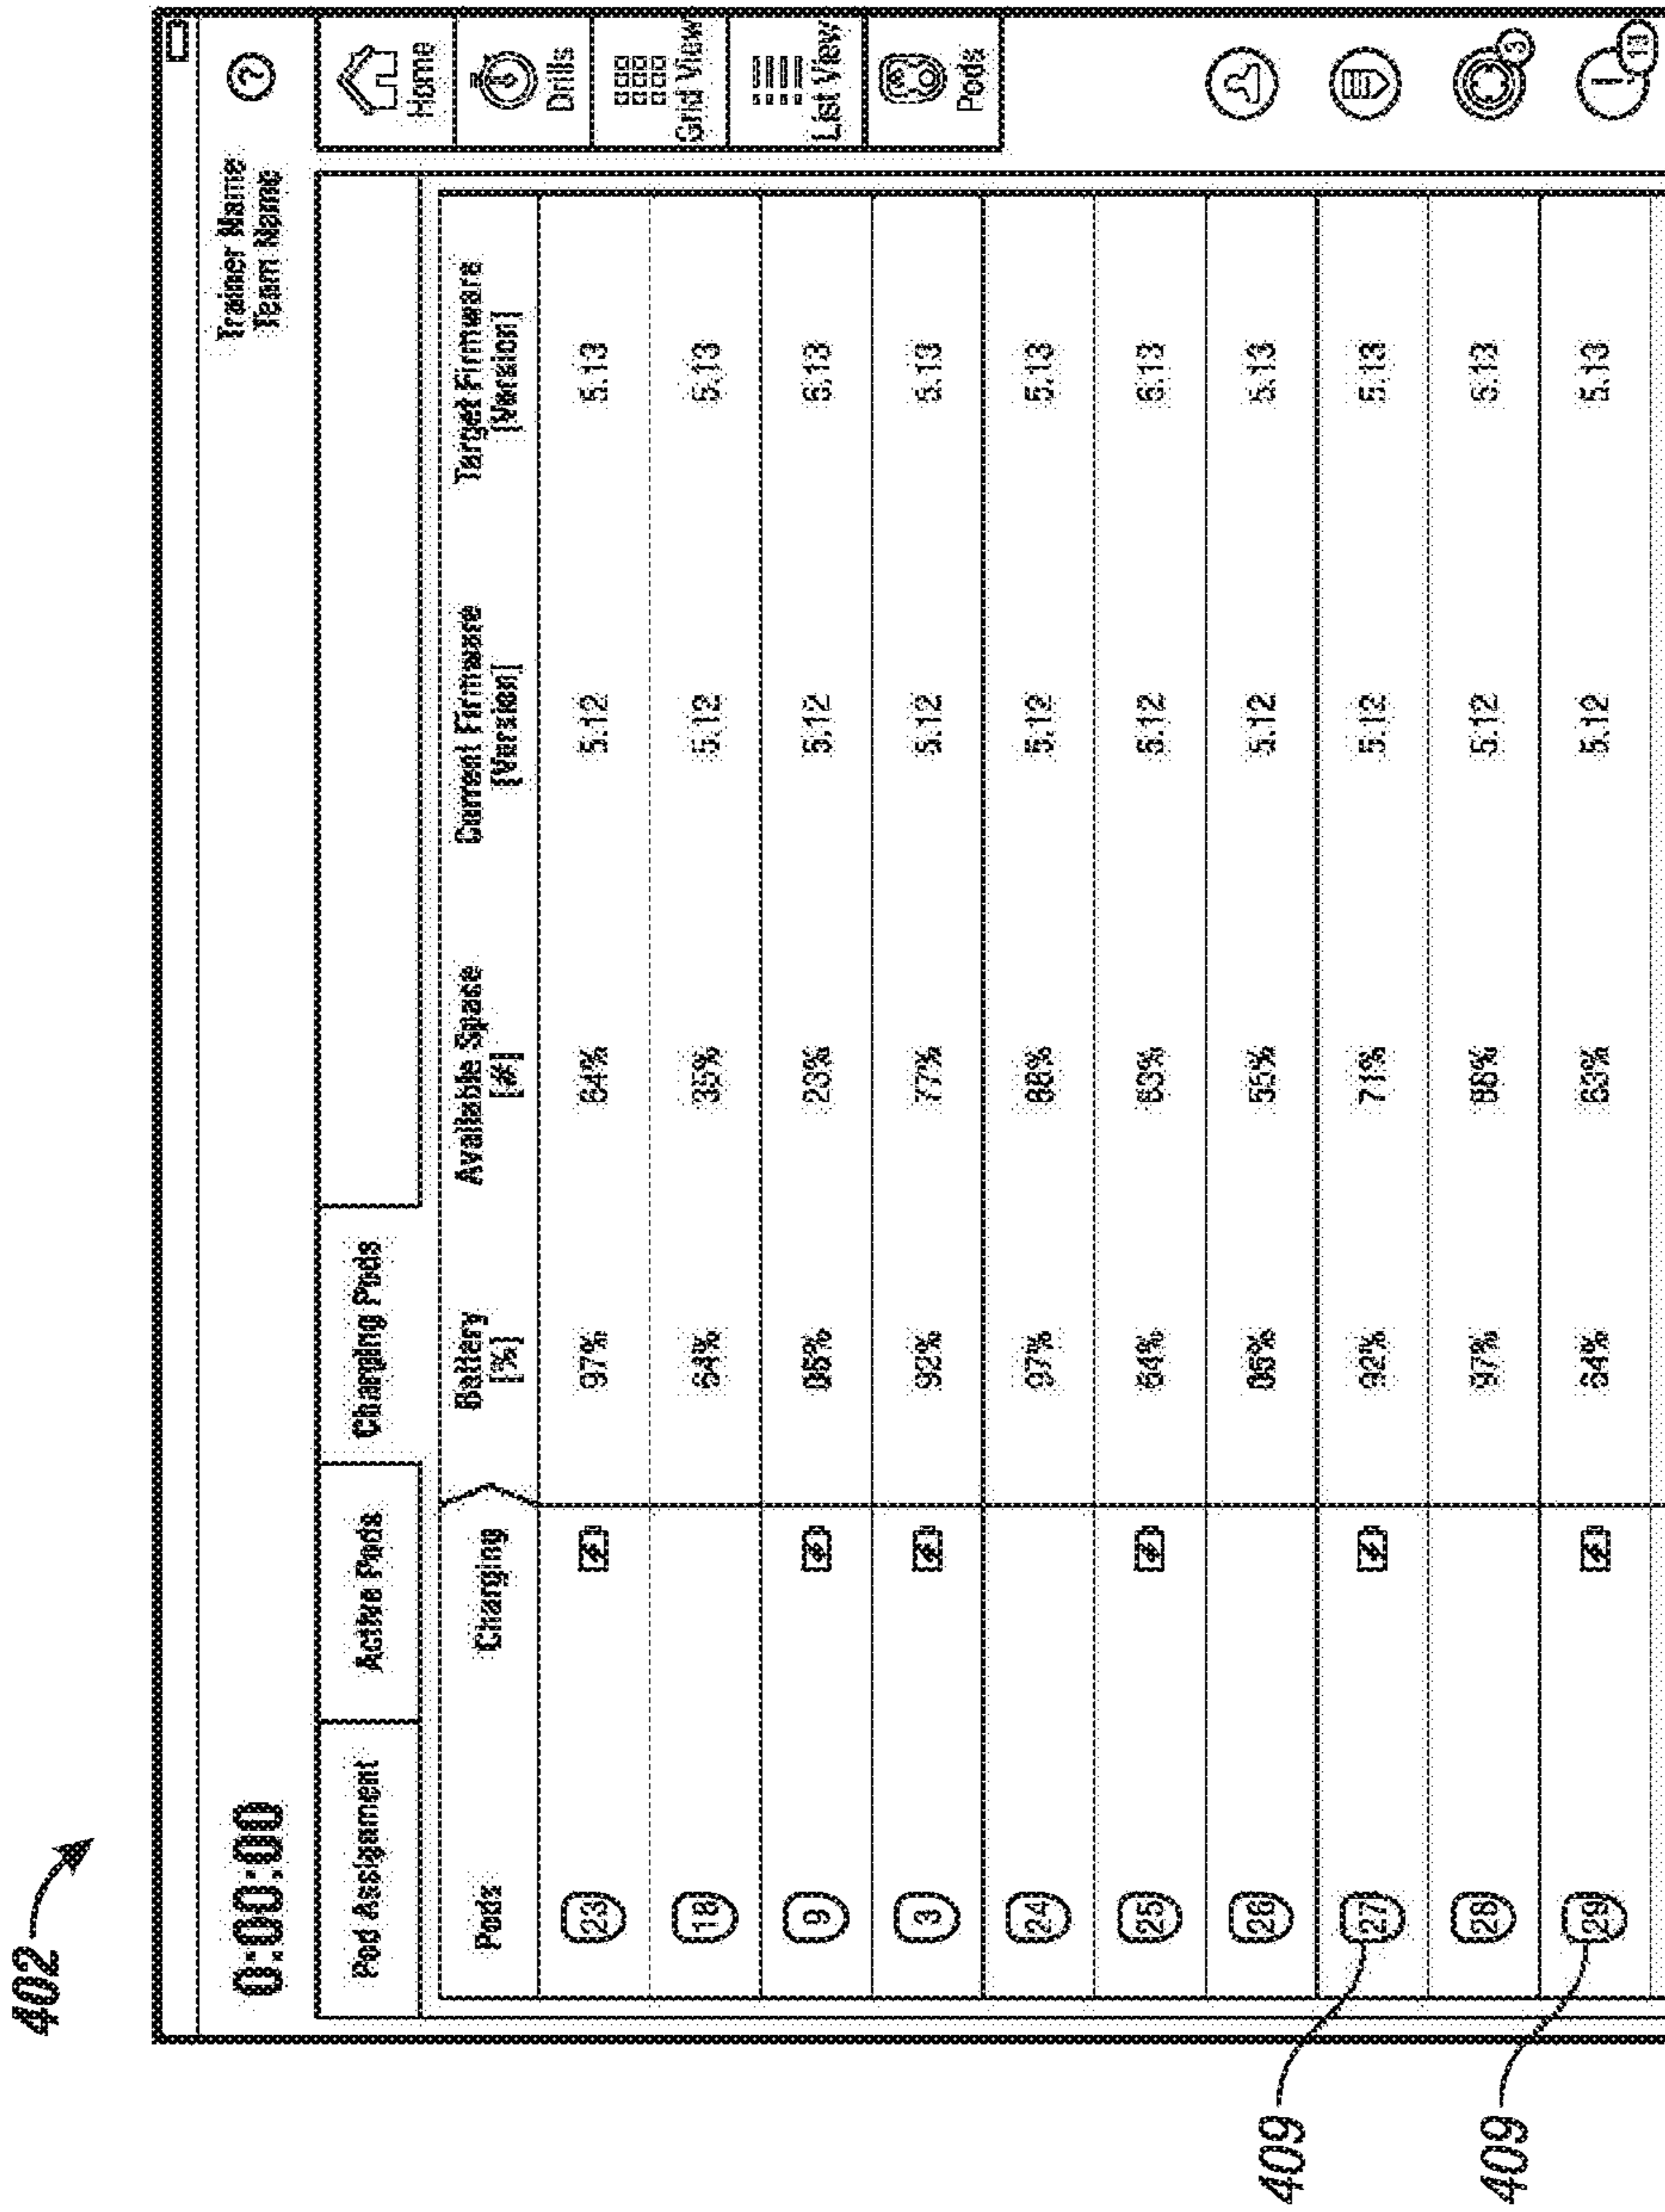 402
0:00:00
Trainer Name
Team Name
?
Pod Assignment
Active Pods
Charging Pods
Home
Pods
Charging
Battery
[%]
Available Space
[#]
Current Firmware
[Version]
Target Firmware
[Version]
Drills
23 97% 5.12 5.13
Grid View
18 64% 35% 5.12 5.13
9 23% 5.12 5.13
List View
3 92% 77% 5.12 5.13
Pods
24 97% 88% 5.12 5.13
25 64% 63% 5.12 5.13
26 55% 5.12 5.13
409
27 92% 71% 5.12 5.13
28 97% 88% 5.12 5.13
3
409
29 64% 63% 5.12 5.13
13